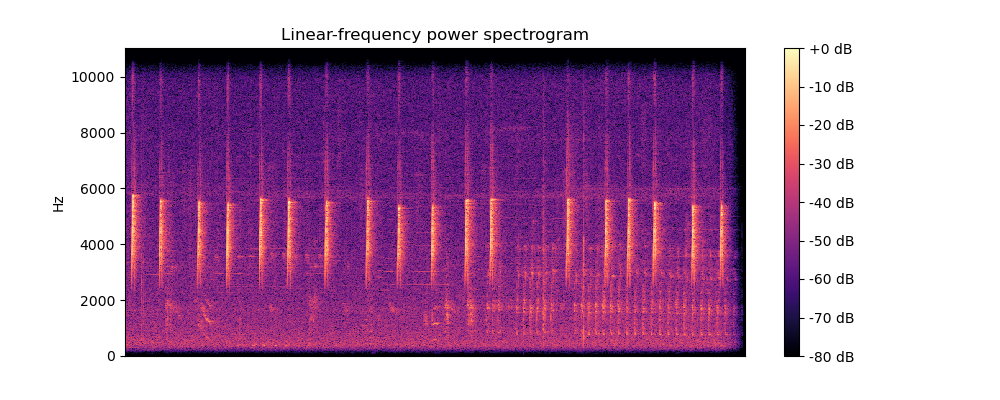 Linear-frequency power spectrogram
Hz
10000
8000
6000
4000
2000
0
+0 dB
-10 dB
-20 dB
-30 dB
-40 dB
-50 dB
-60 dB
-70 dB
-80 dB